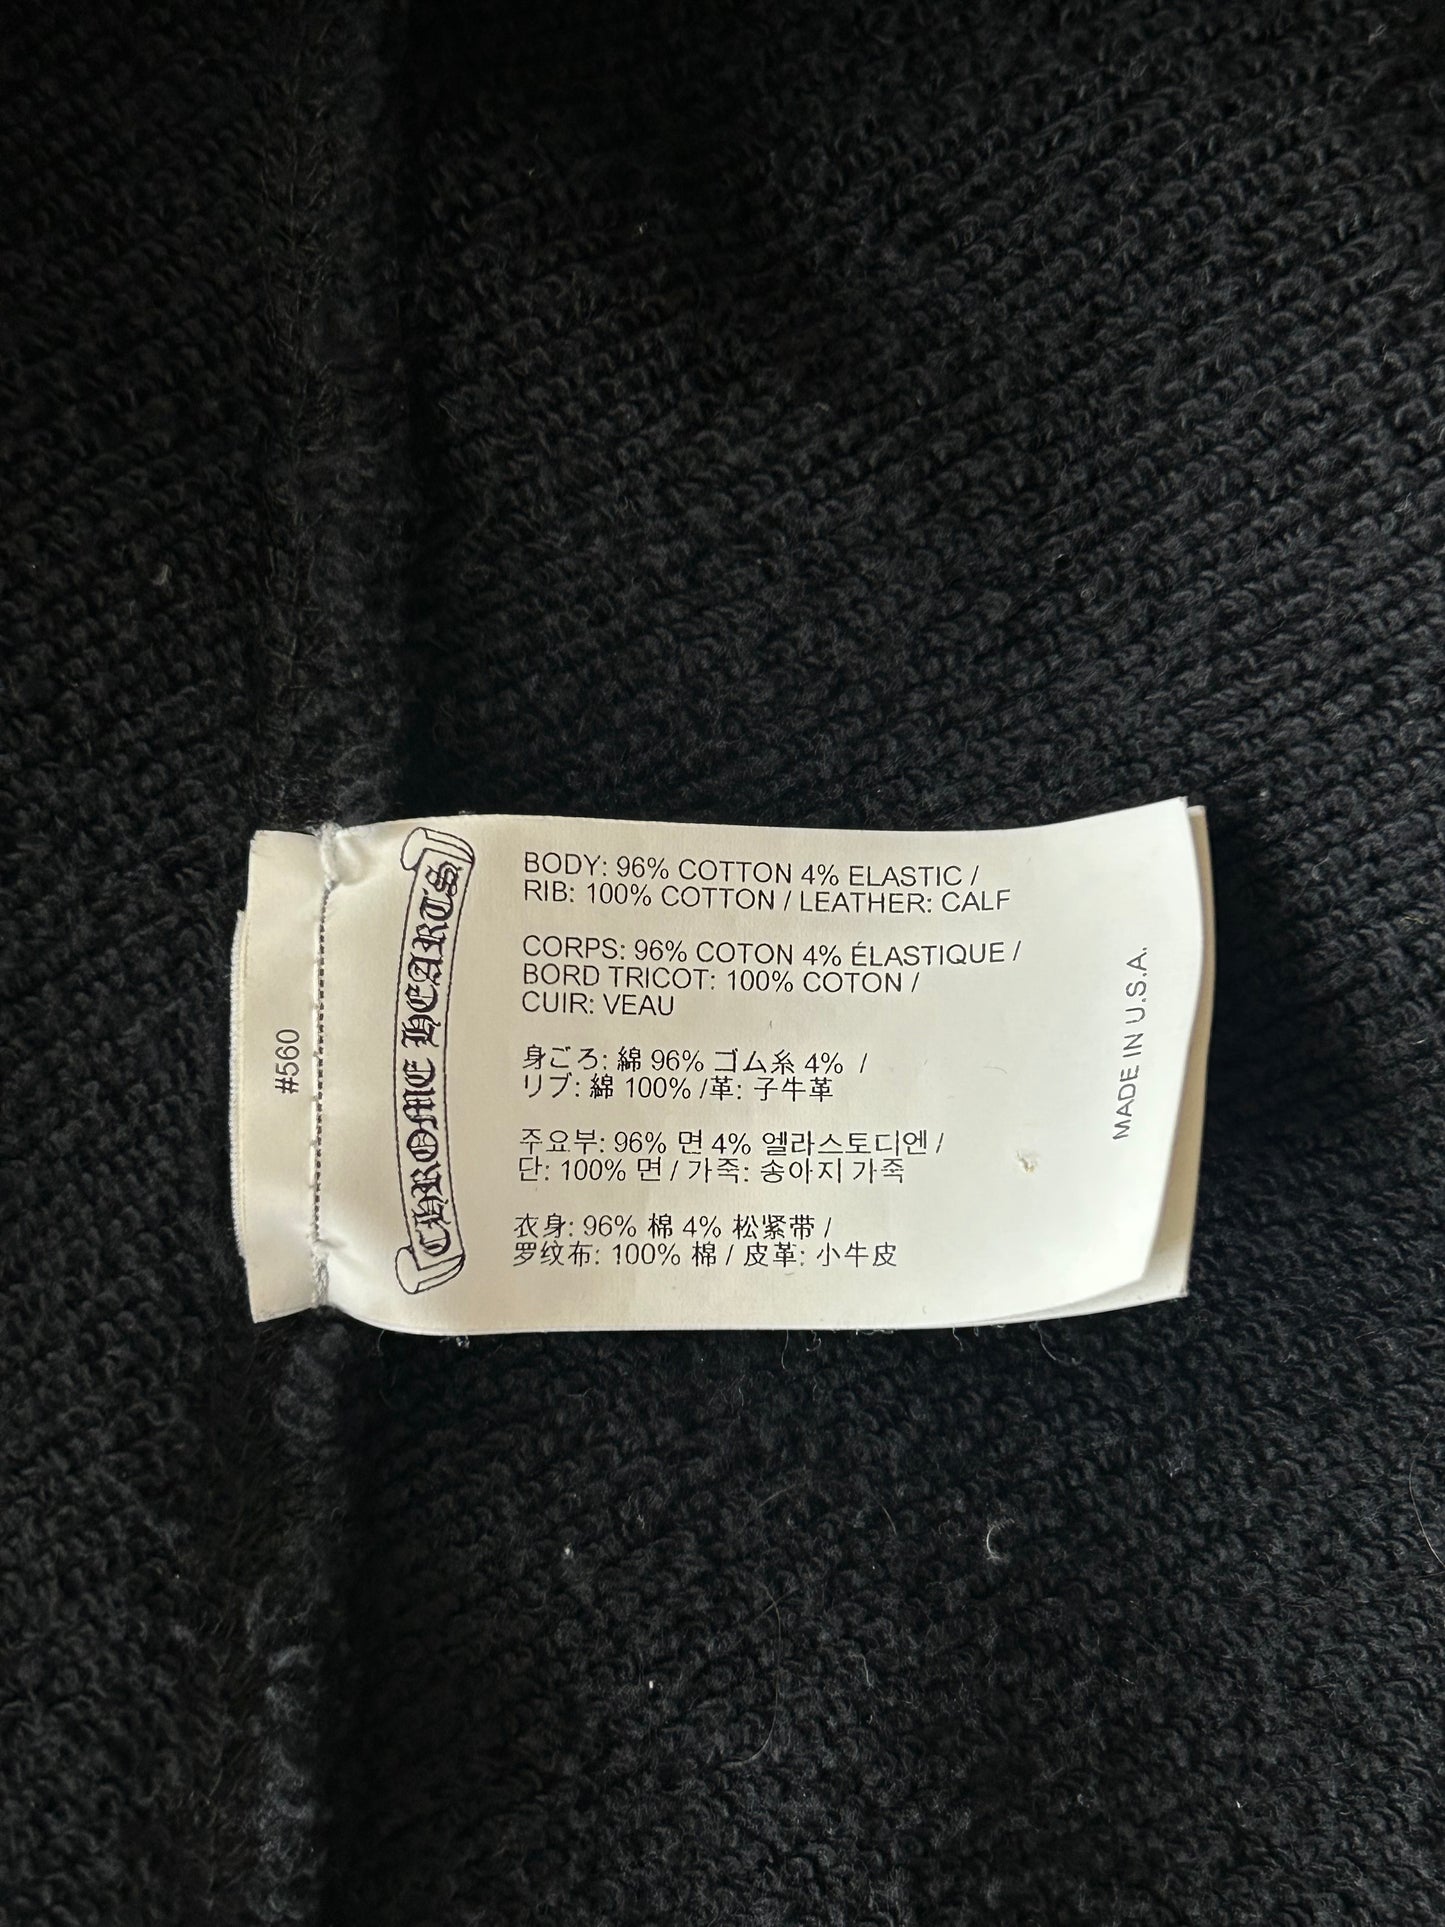 #560
CHROME HEARTS
BODY: 96% COTTON 4% ELASTIC /
RIB: 100% COTTON / LEATHER: CALF
CORPS: 96% COTON 4% ÉLASTIQUE /
BORD TRICOT: 100% COTON /
CUIR: VEAU
身ごろ: 綿 96% ゴム糸 4% /
リブ: 綿 100% /革: 子牛革
주요부: 96% 면 4% 엘라스토디엔 /
단: 100% 면 / 가죽: 송아지 가죽
衣身: 96% 棉 4% 松紧带 /
罗纹布: 100% 棉 / 皮革: 小牛皮
MADE IN U.S.A.